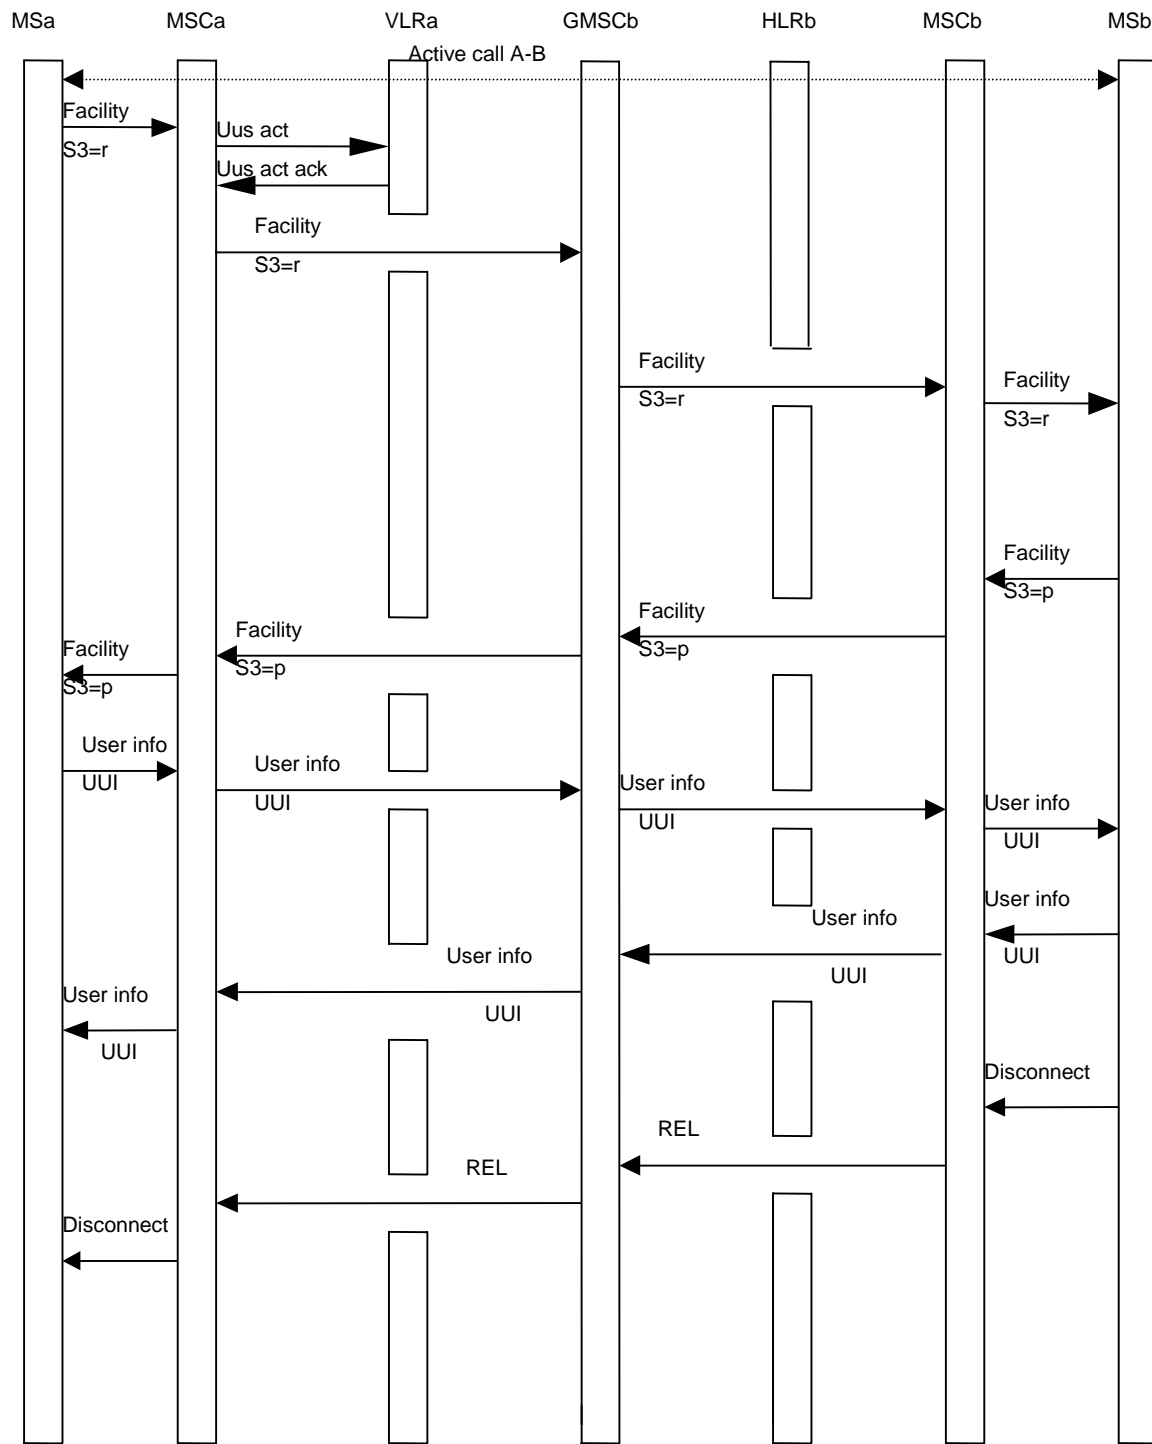 MSa MSCa VLRa GMSCb HLRb MSCb MSb
Active call A-B
Facility
S3=r
Uus act
Uus act ack
Facility
S3=r
Facility
S3=r
Facility
S3=r
Facility
S3=p
Facility
S3=p
Facility
S3=p
Facility
S3=p
User info
UUI
User info
UUI
User info
UUI
User info
UUI
User info
UUI
User info
UUI
User info
UUI
User info
UUI
Disconnect
REL
REL
Disconnect